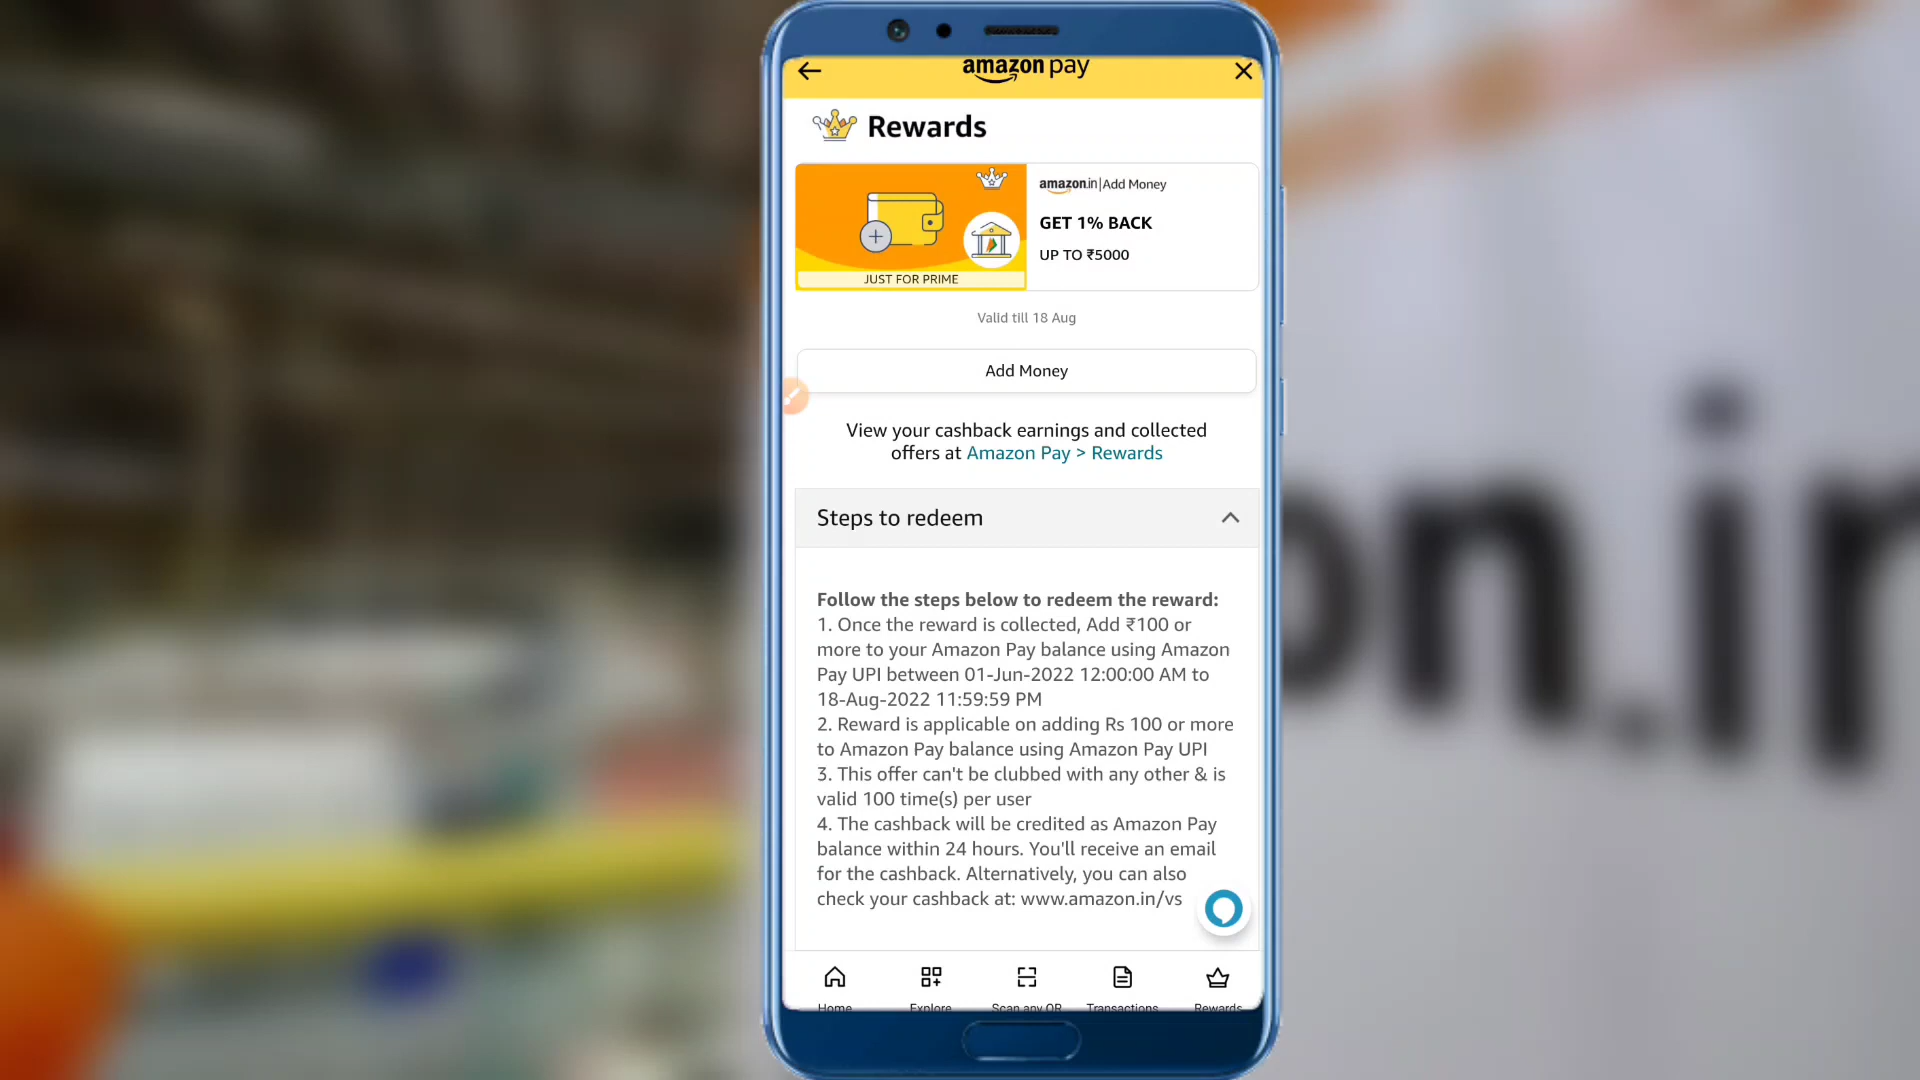 amazon pay
Rewards
amazon.in|Add Money
GET 1% BACK
UP TO ₹5000
JUST FOR PRIME
Valid till 18 Aug
Add Money
View your cashback earnings and collected
offers at Amazon Pay > Rewards
Steps to redeem
Follow the steps below to redeem the reward:
1. Once the reward is collected, Add ₹100 or
more to your Amazon Pay balance using Amazon
Pay UPI between 01-Jun-2022 12:00:00 AM to
18-Aug-2022 11:59:59 PM
2. Reward is applicable on adding Rs 100 or more
to Amazon Pay balance using Amazon Pay UPI
3. This offer can't be clubbed with any other & is
valid 100 time(s) per user
4. The cashback will be credited as Amazon Pay
balance within 24 hours. You'll receive an email
for the cashback. Alternatively, you can also
check your cashback at: www.amazon.in/vs
Home Explore Scan any QR Transactions Rewards
on.in